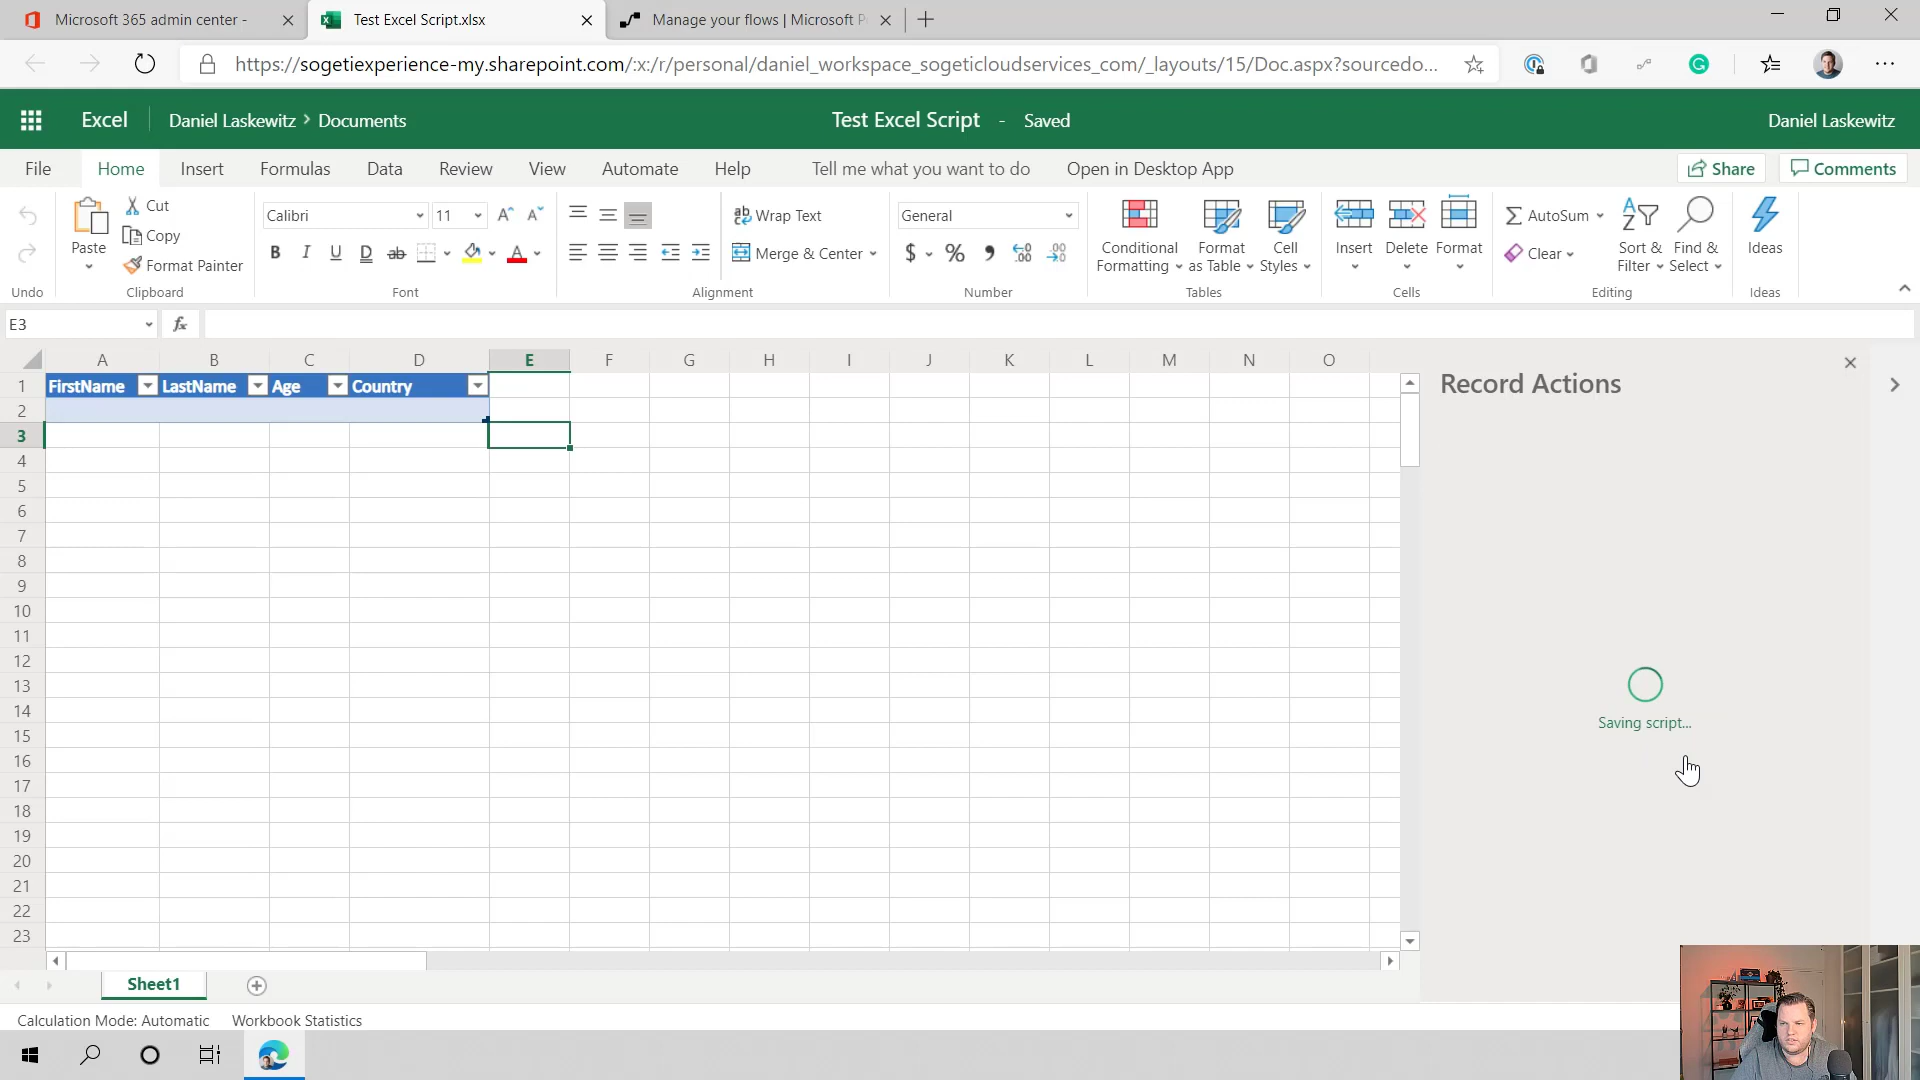 Microsoft 365 admin center -
Test Excel Script.xlsx
Manage your flows | Microsoft P
https://sogetiexperience-my.sharepoint.com/:x:/r/personal/daniel_workspace_sogeticloudservices_com/_layouts/15/Doc.aspx?sourcedo...
Excel
Daniel Laskewitz > Documents
Test Excel Script - Saved
Daniel Laskewitz
File Home Insert Formulas Data Review View Automate Help Tell me what you want to do Open in Desktop App Share Comments
Undo
Paste
Cut
Copy
Format Painter
Clipboard
Calibri
11
B I U D ab
A
Font
ab Wrap Text
Merge & Center
Alignment
General
$ % 9 .00
Number
Conditional Formatting
Format as Table
Cell Styles
Tables
Insert
Delete
Format
Cells
AutoSum
Clear
Sort & Filter
Find & Select
Editing
Ideas
Ideas
E3
fx
A B C D E F G H I J K L M N O
1 FirstName LastName Age Country
2
3
4
5
6
7
8
9
10
11
12
13
14
15
16
17
18
19
20
21
22
23
Record Actions
Saving script...
Sheet1
Calculation Mode: Automatic Workbook Statistics